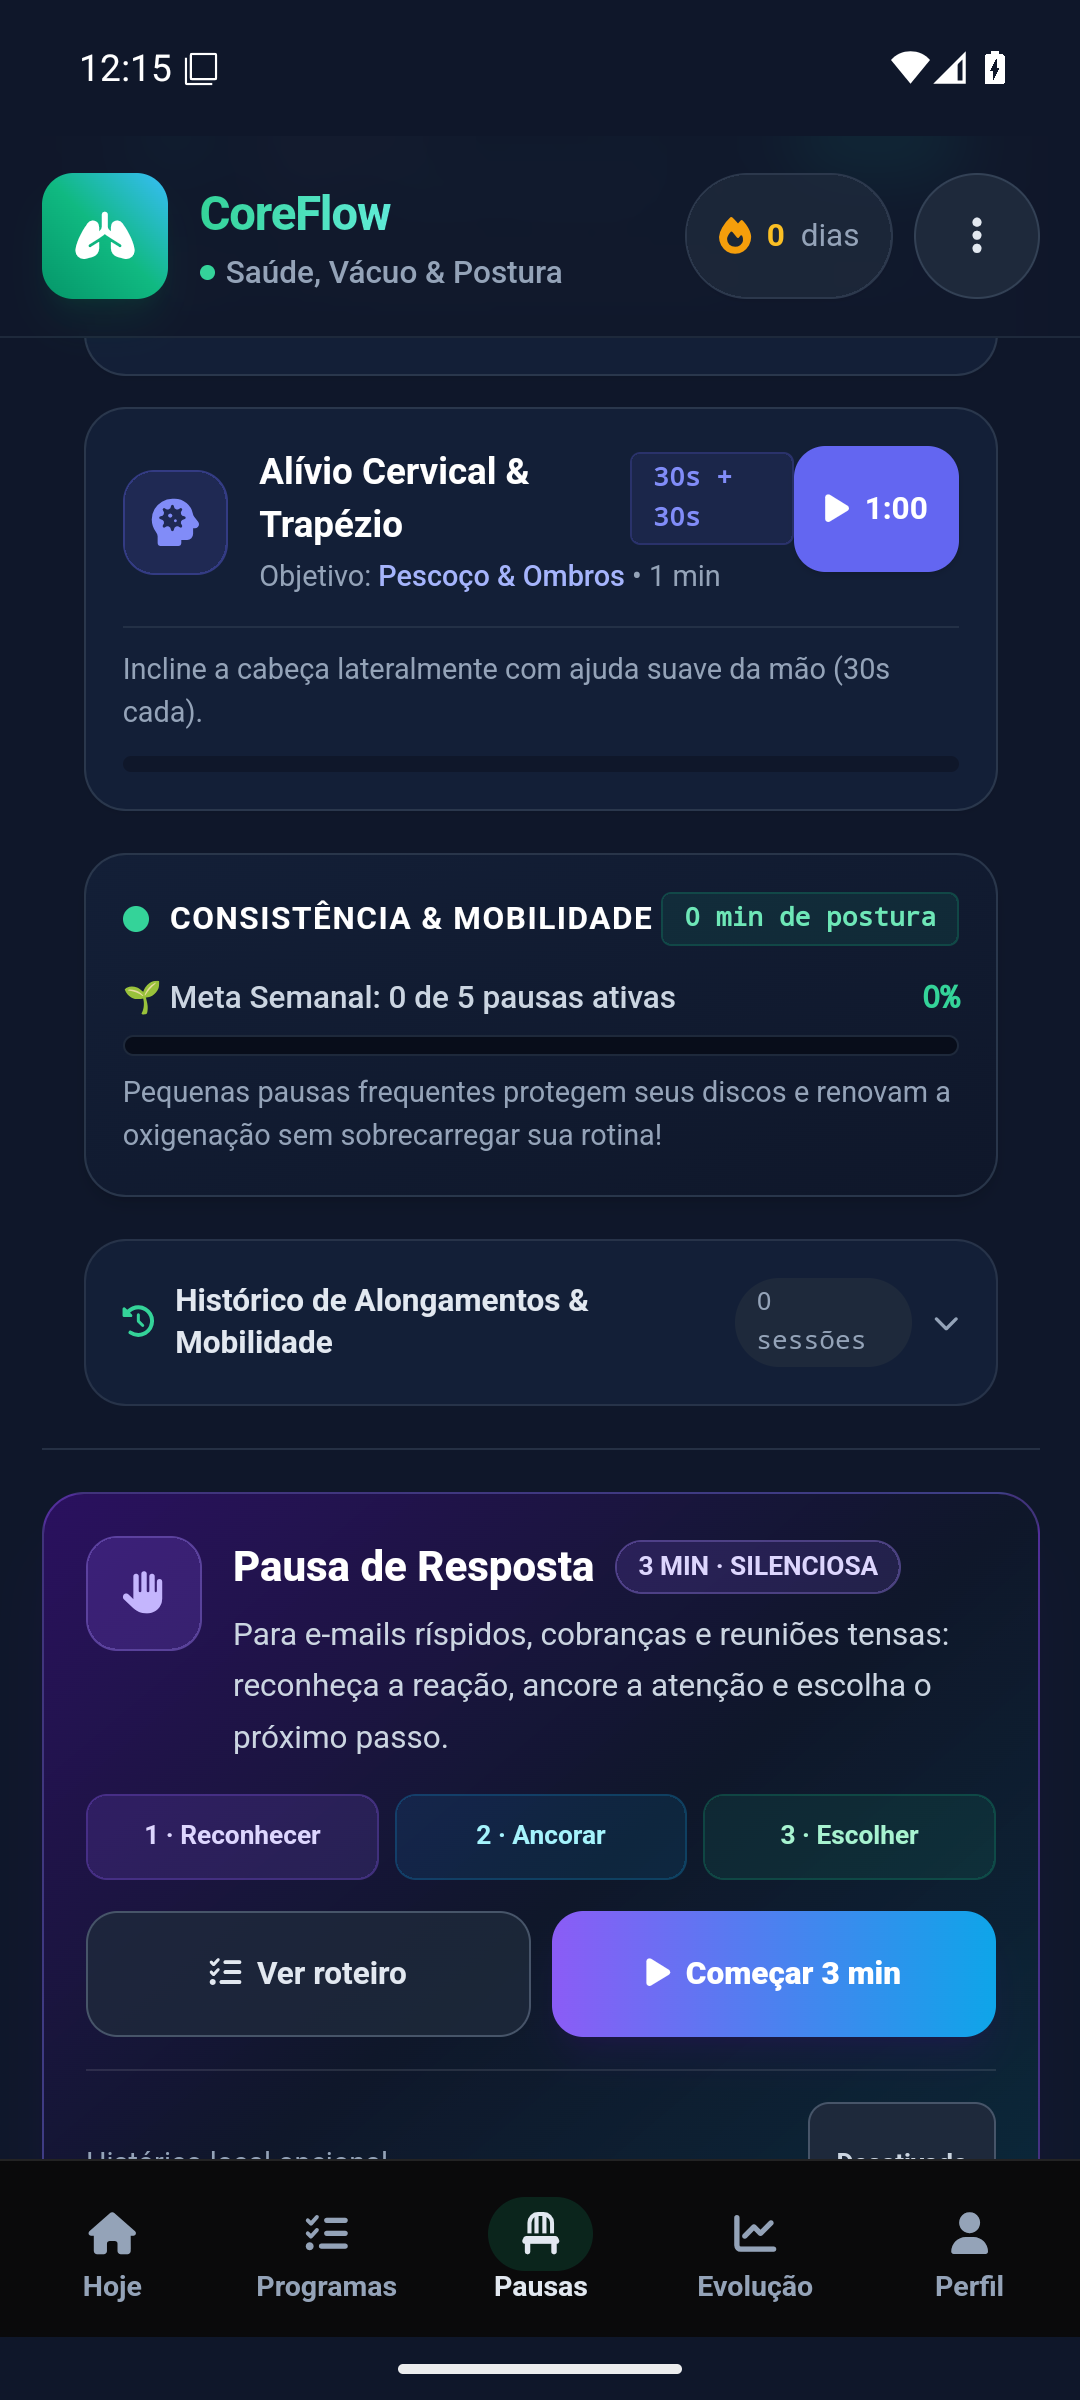 12:15
CoreFlow
Saúde, Vácuo & Postura
0 dias
Alívio Cervical &
Trapézio
30s +
30s
1:00
Objetivo: Pescoço & Ombros • 1 min
Incline a cabeça lateralmente com ajuda suave da mão (30s
cada).
CONSISTÊNCIA & MOBILIDADE
0 min de postura
Meta Semanal: 0 de 5 pausas ativas
0%
Pequenas pausas frequentes protegem seus discos e renovam a
oxigenação sem sobrecarregar sua rotina!
Histórico de Alongamentos &
Mobilidade
0
sessões
Pausa de Resposta
3 MIN · SILENCIOSA
Para e-mails ríspidos, cobranças e reuniões tensas:
reconheça a reação, ancore a atenção e escolha o
próximo passo.
1 · Reconhecer
2 · Ancorar
3 · Escolher
Ver roteiro
Começar 3 min
Histórico local opcional
Desativado
Hoje
Programas
Pausas
Evolução
Perfil